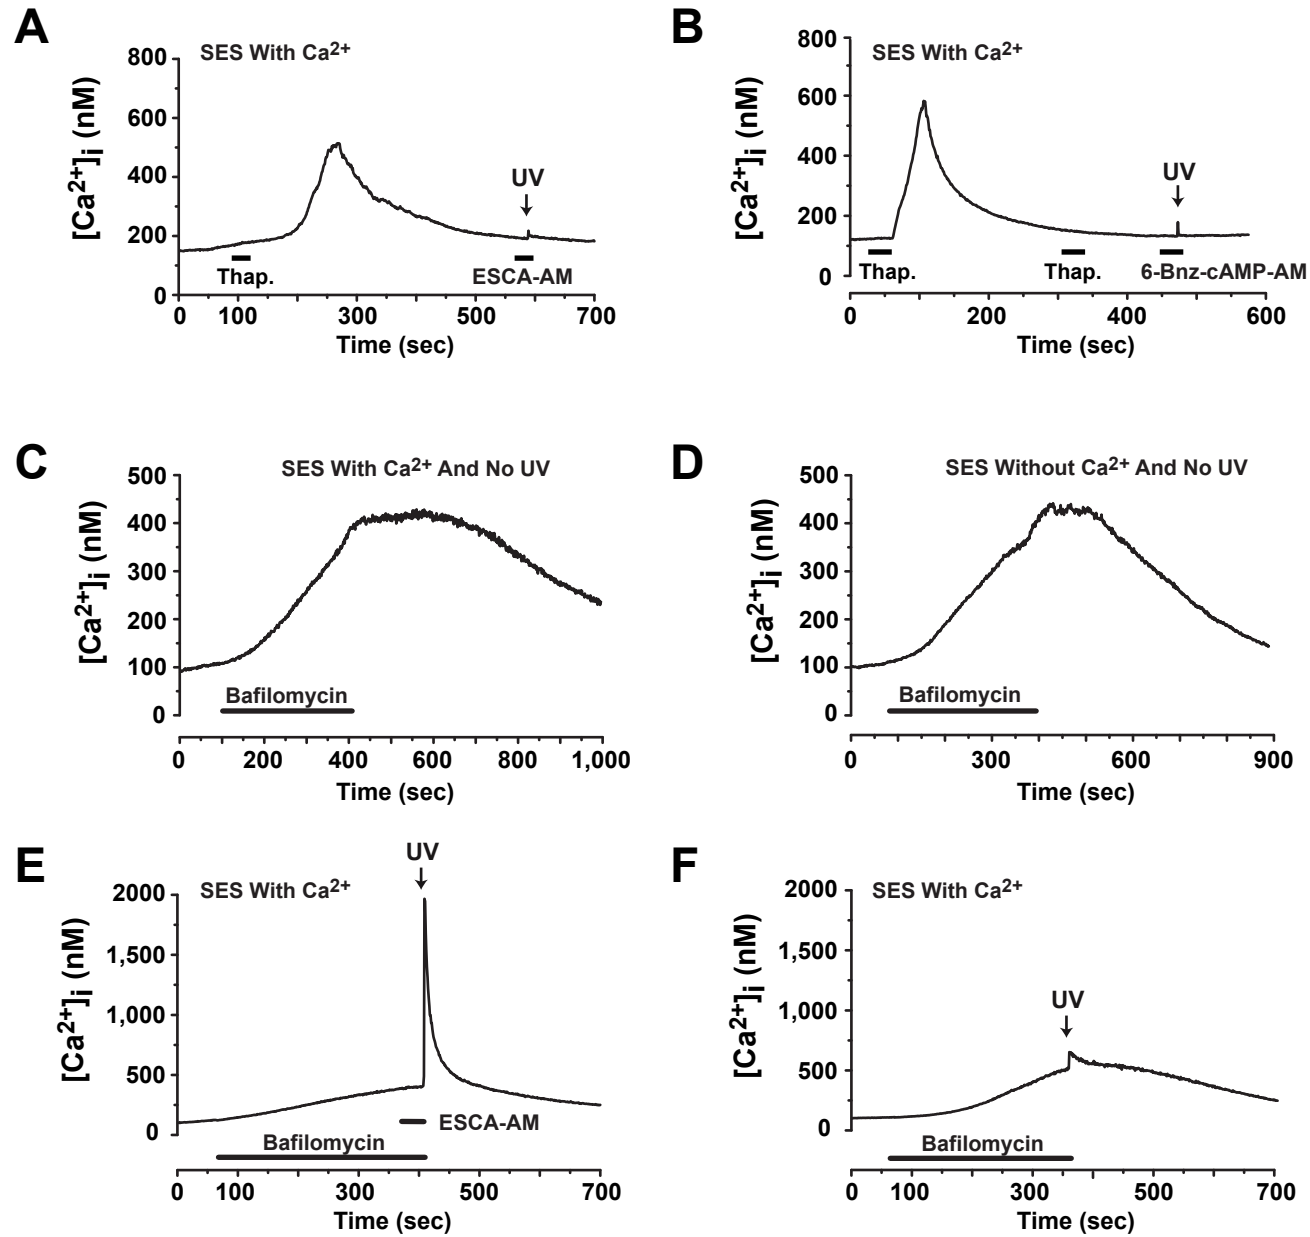 A
SES With Ca2+
[Ca2+]i (nM)
800
600
400
200
0
UV
Thap.
ESCA-AM
0 100 300 500 700
Time (sec)
B
SES With Ca2+
[Ca2+]i (nM)
800
600
400
200
0
UV
Thap.
Thap.
6-Bnz-cAMP-AM
0 200 400 600
Time (sec)
C
SES With Ca2+ And No UV
[Ca2+]i (nM)
500
400
300
200
100
0
Bafilomycin
0 200 400 600 800 1,000
Time (sec)
D
SES Without Ca2+ And No UV
[Ca2+]i (nM)
500
400
300
200
100
0
Bafilomycin
0 300 600 900
Time (sec)
E
UV
SES With Ca2+
[Ca2+]i (nM)
2000
1,500
1,000
500
0
ESCA-AM
Bafilomycin
0 100 300 500 700
Time (sec)
F
SES With Ca2+
[Ca2+]i (nM)
2000
1,500
1,000
500
0
UV
Bafilomycin
0 100 300 500 700
Time (sec)